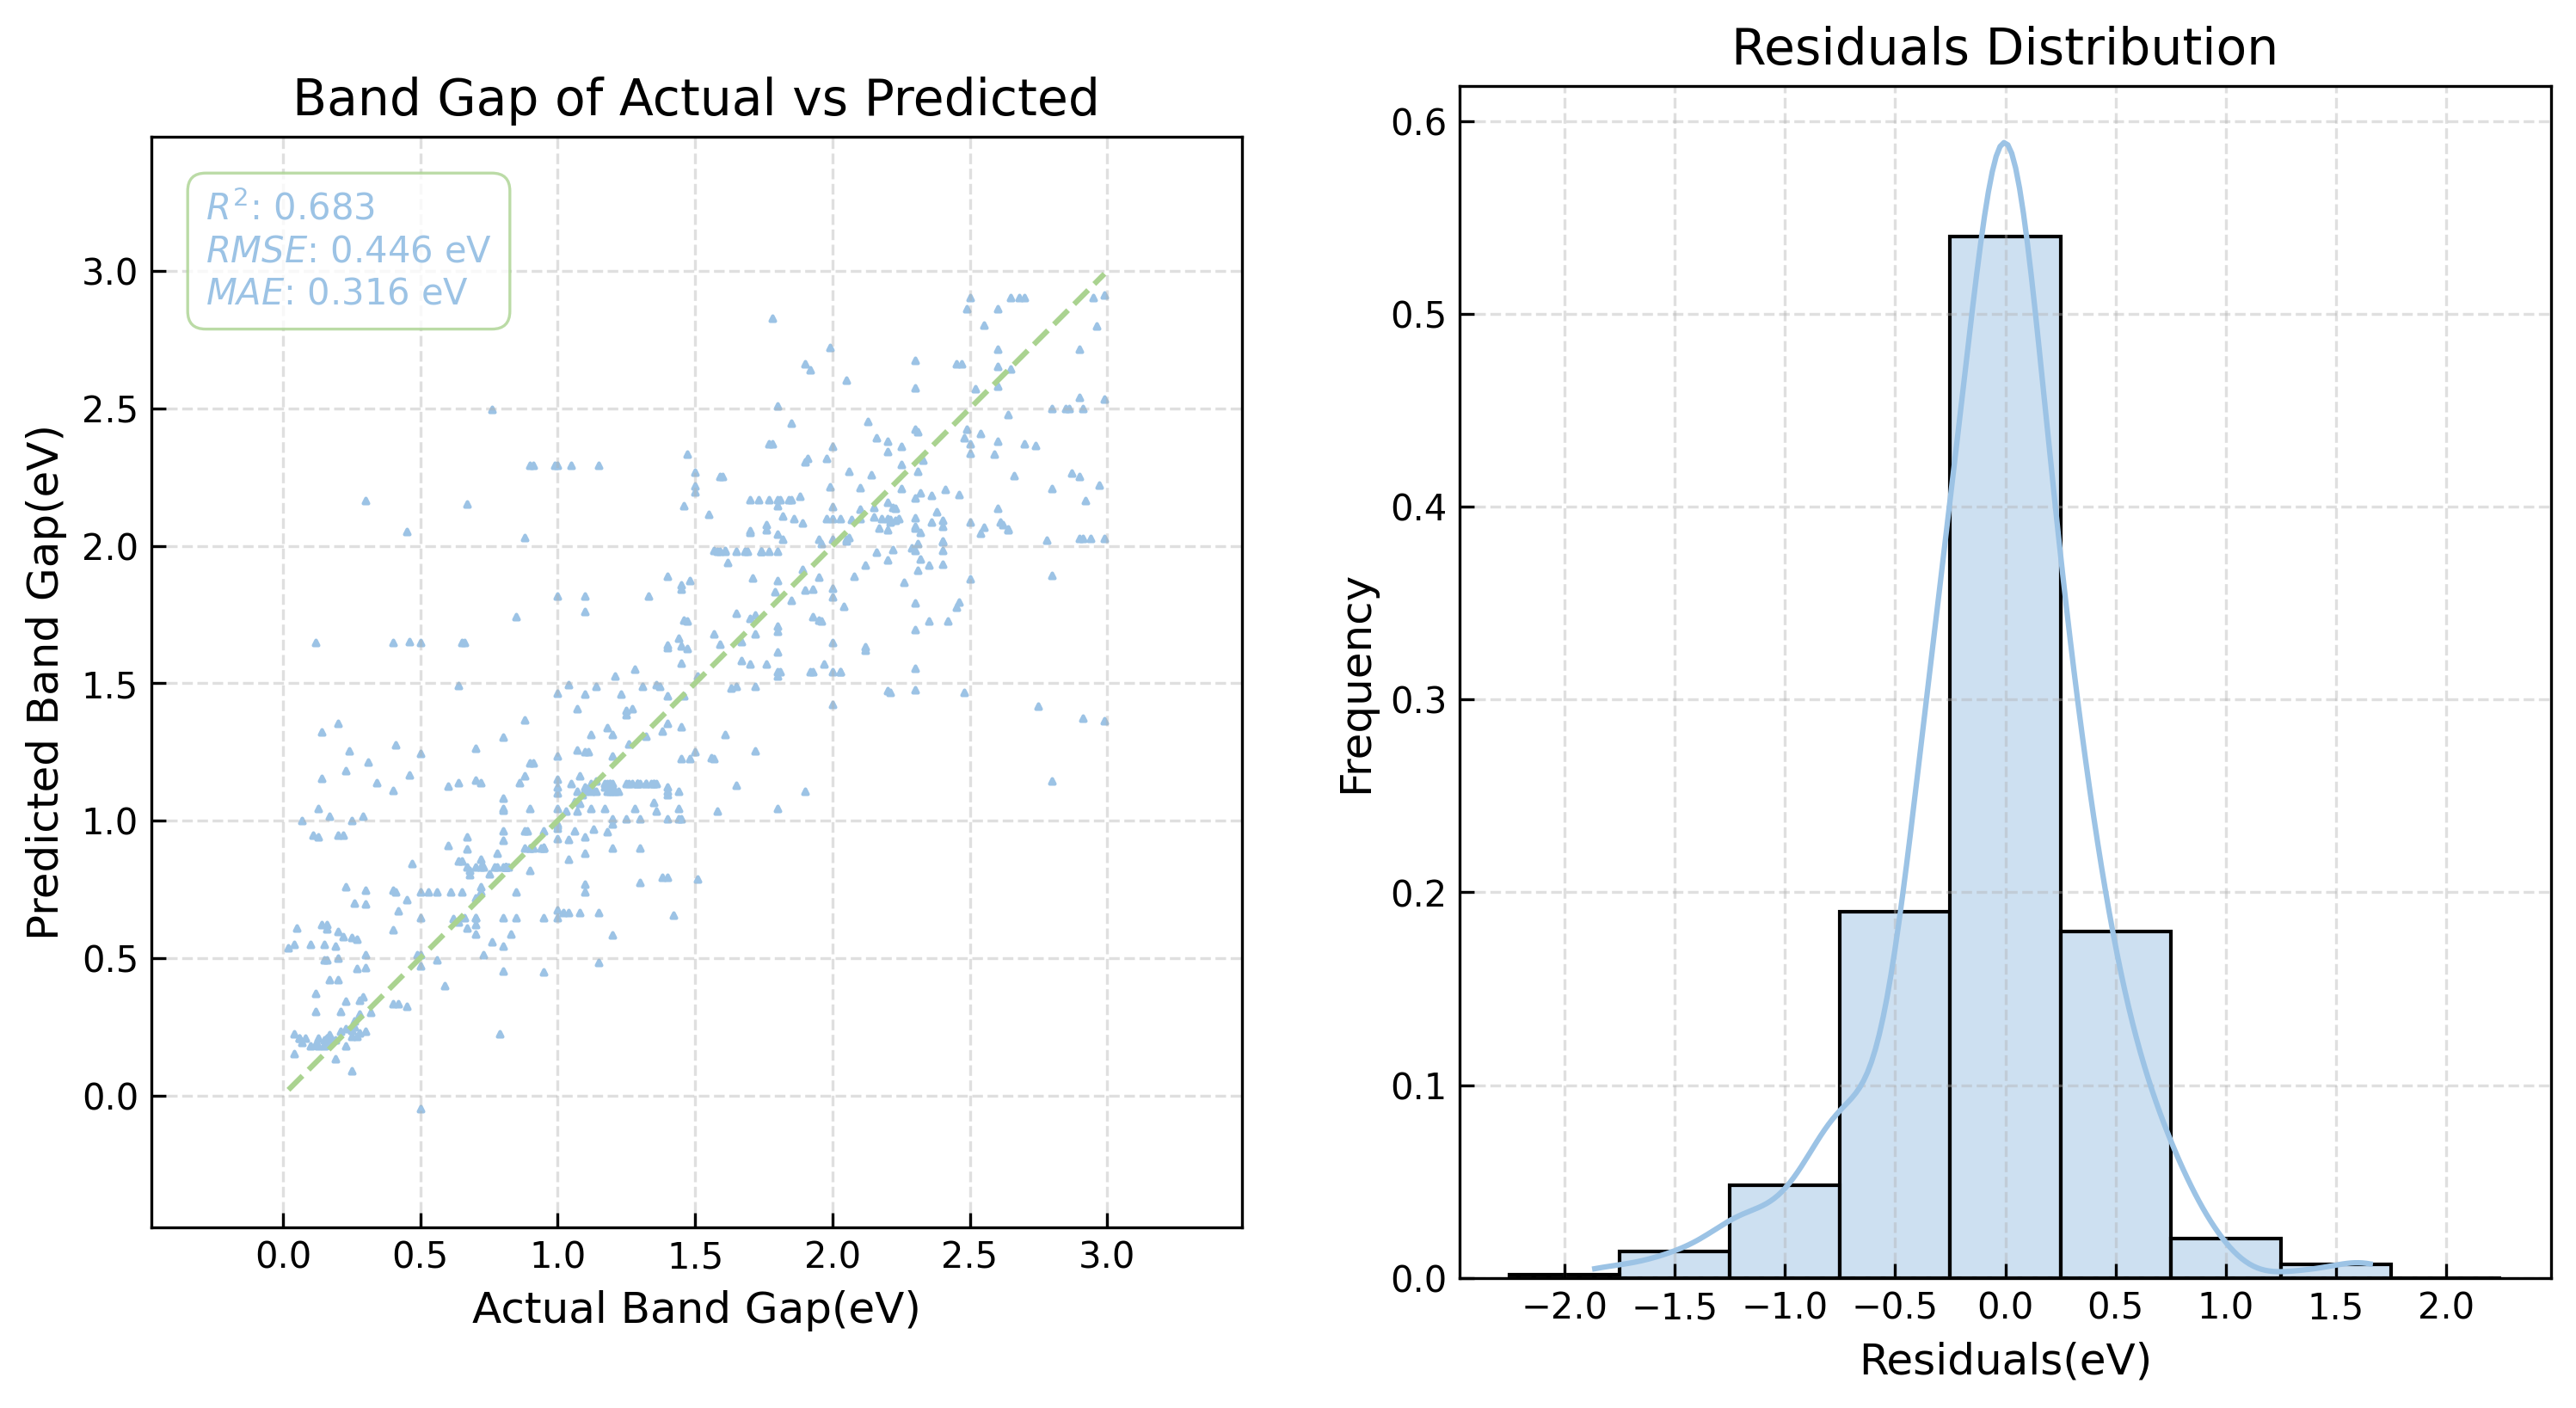 Band Gap of Actual vs Predicted
R²: 0.683
RMSE: 0.446 eV
MAE: 0.316 eV
3.0
2.5
2.0
1.5
1.0
0.5
0.0
Predicted Band Gap(eV)
0.0 0.5 1.0 1.5 2.0 2.5 3.0
Actual Band Gap(eV)
Residuals Distribution
0.6
0.5
0.4
0.3
0.2
0.1
0.0
Frequency
−2.0 −1.5 −1.0 −0.5 0.0 0.5 1.0 1.5 2.0
Residuals(eV)